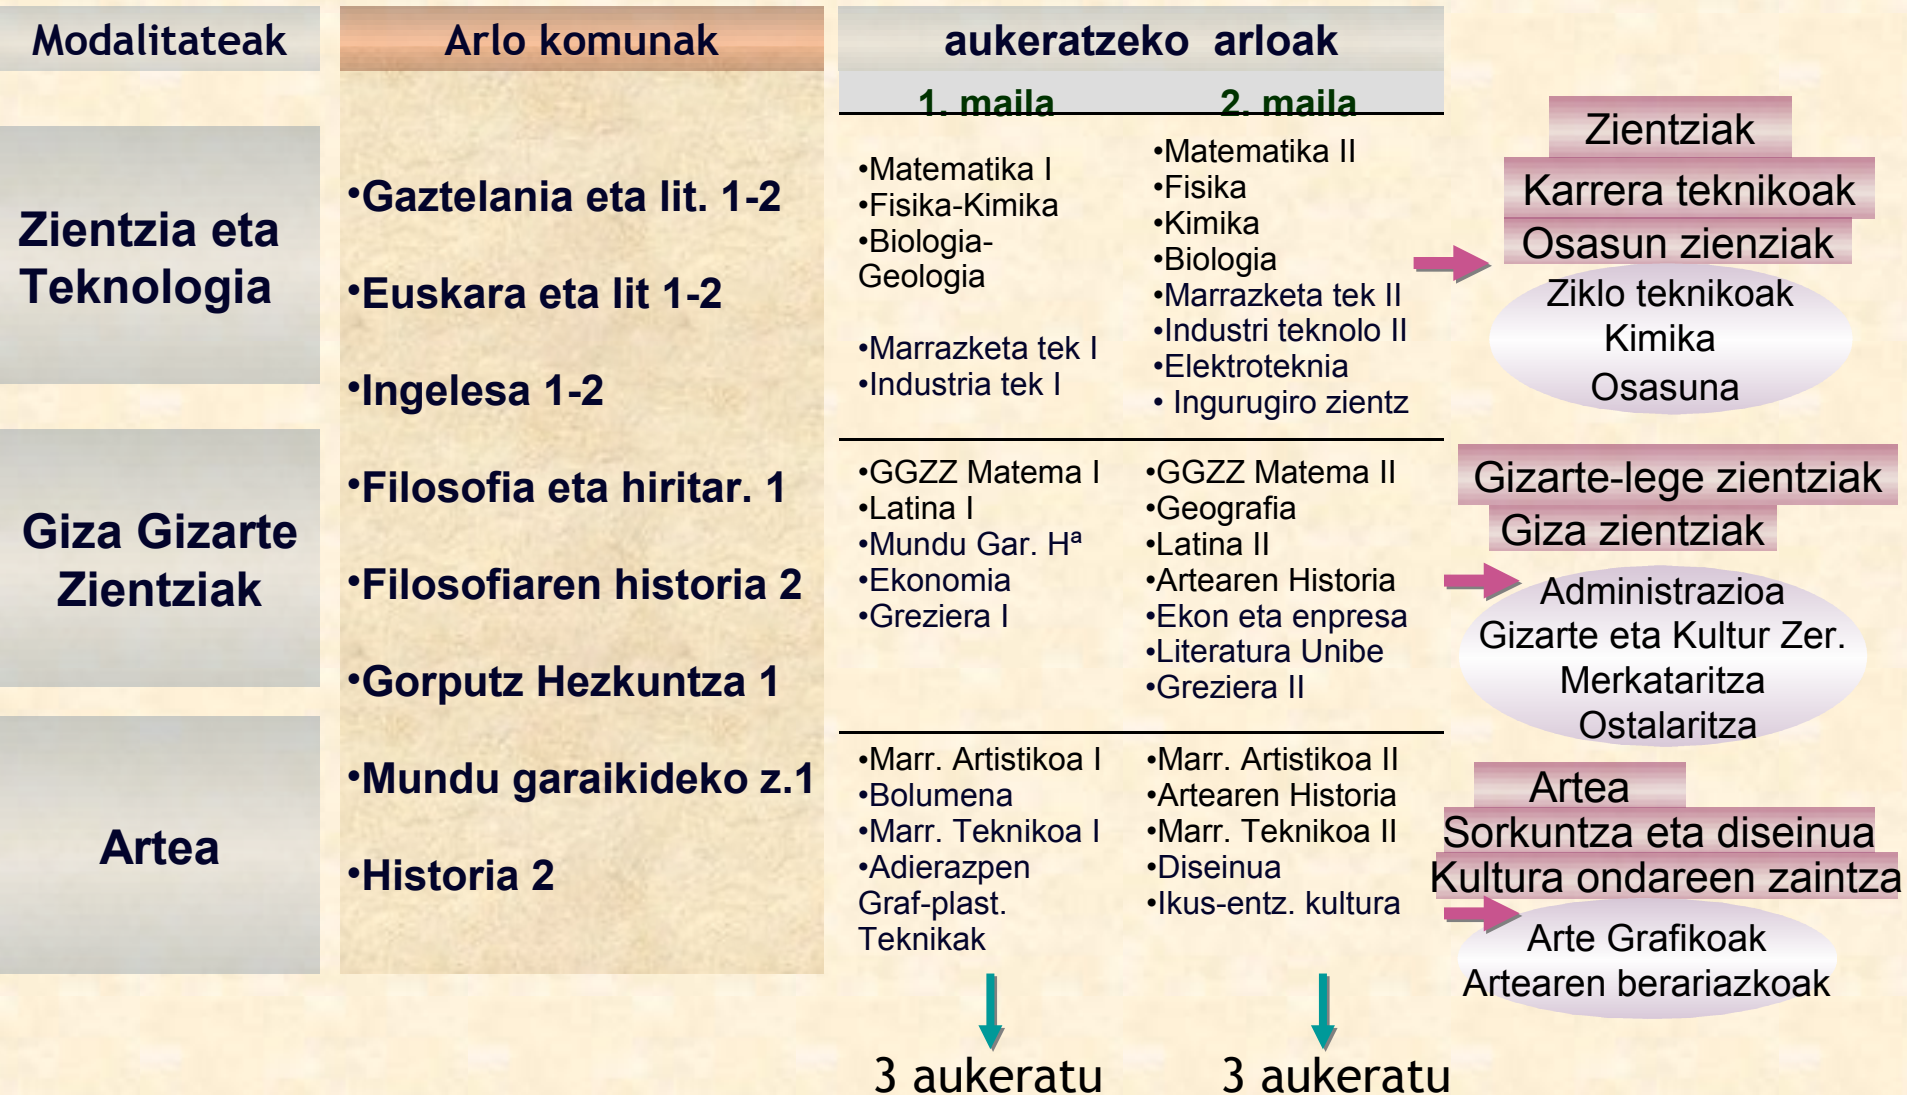 Modalitateak
Arlo komunak
aukeratzeko arloak
1. maila
2. maila
Zientzia eta
Teknologia
Giza Gizarte
Zientziak
Artea
•Gaztelania eta lit. 1-2
•Euskara eta lit 1-2
•Ingelesa 1-2
•Filosofia eta hiritar. 1
•Filosofiaren historia 2
•Gorputz Hezkuntza 1
•Mundu garaikideko z.1
•Historia 2
•Matematika I
•Fisika-Kimika
•Biologia-
Geologia
•Marrazketa tek I
•Industria tek I
•Matematika II
•Fisika
•Kimika
•Biologia
•Marrazketa tek II
•Industri teknolo II
•Elektroteknia
• Ingurugiro zientz
Zientziak
Karrera teknikoak
Osasun zienziak
Ziklo teknikoak
Kimika
Osasuna
•GGZZ Matema I
•Latina I
•Mundu Gar. Hª
•Ekonomia
•Greziera I
•GGZZ Matema II
•Geografia
•Latina II
•Artearen Historia
•Ekon eta enpresa
•Literatura Unibe
•Greziera II
Gizarte-lege zientziak
Giza zientziak
Administrazioa
Gizarte eta Kultur Zer.
Merkataritza
Ostalaritza
•Marr. Artistikoa I
•Bolumena
•Marr. Teknikoa I
•Adierazpen
Graf-plast.
Teknikak
•Marr. Artistikoa II
•Artearen Historia
•Marr. Teknikoa II
•Diseinua
•Ikus-entz. kultura
Artea
Sorkuntza eta diseinua
Kultura ondareen zaintza
Arte Grafikoak
Artearen berariazkoak
3 aukeratu
3 aukeratu